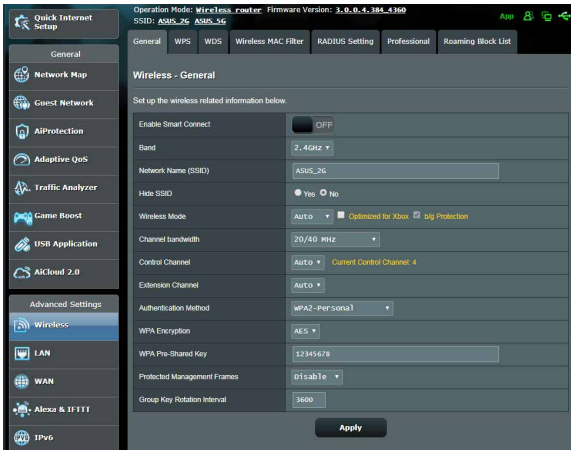 Quick Internet
Setup
Operation Mode: Wireless router Firmware Version: 3.0.0.4.384_4360
SSID: ASUS_2G ASUS_5G
App
General
WPS
WDS
Wireless MAC Filter
RADIUS Setting
Professional
Roaming Block List
General
Network Map
Guest Network
AiProtection
Adaptive QoS
Traffic Analyzer
Game Boost
USB Application
AiCloud 2.0
Advanced Settings
Wireless
LAN
WAN
Alexa & IFTTT
IPv6
Wireless - General
Set up the wireless related information below.
Enable Smart Connect OFF
Band 2.4GHz
Network Name (SSID) ASUS_2G
Hide SSID Yes No
Wireless Mode Auto Optimized for Xbox b/g Protection
Channel bandwidth 20/40 MHz
Control Channel Auto Current Control Channel: 4
Extension Channel Auto
Authentication Method WPA2-Personal
WPA Encryption AES
WPA Pre-Shared Key 12345678
Protected Management Frames Disable
Group Key Rotation Interval 3600
Apply